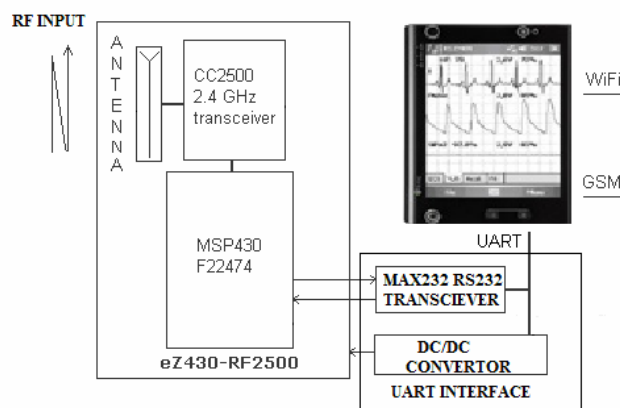 RF INPUT
ANTENNA
CC2500
2.4 GHz
transceiver
MSP430
F22474
eZ430-RF2500
WiFi
GSM
UART
MAX232 RS232
TRANSCIEVER
DC/DC
CONVERTOR
UART INTERFACE